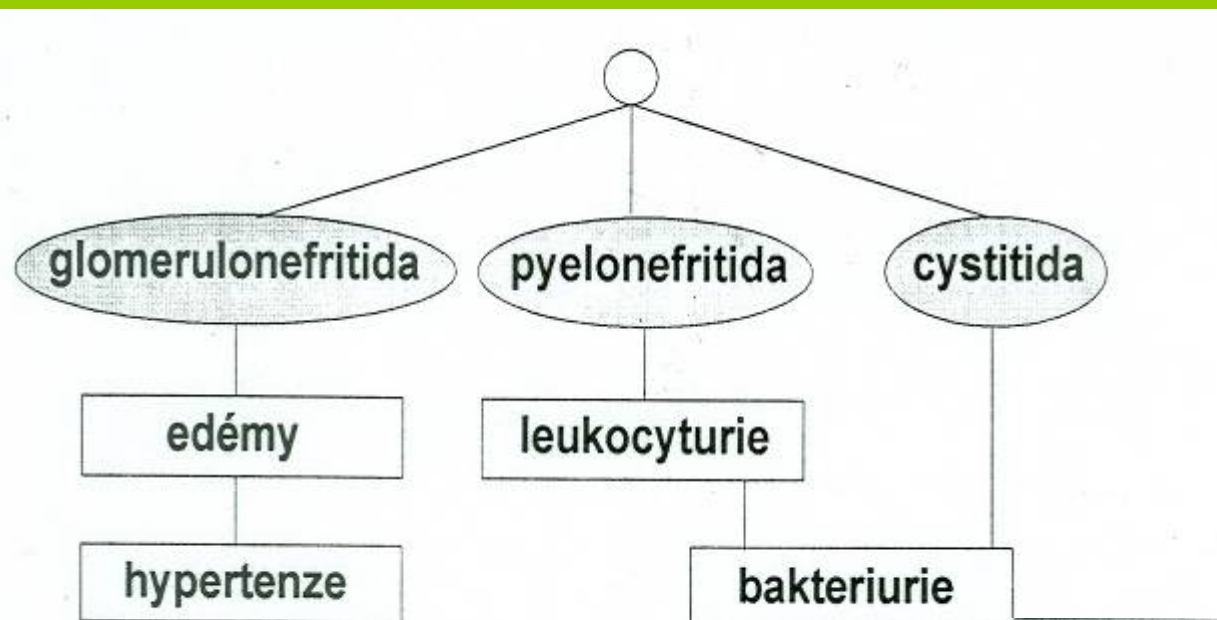 glomerulonefritida
pyelonefritida
cystitida
edémy
leukocyturie
hypertenze
bakteriurie